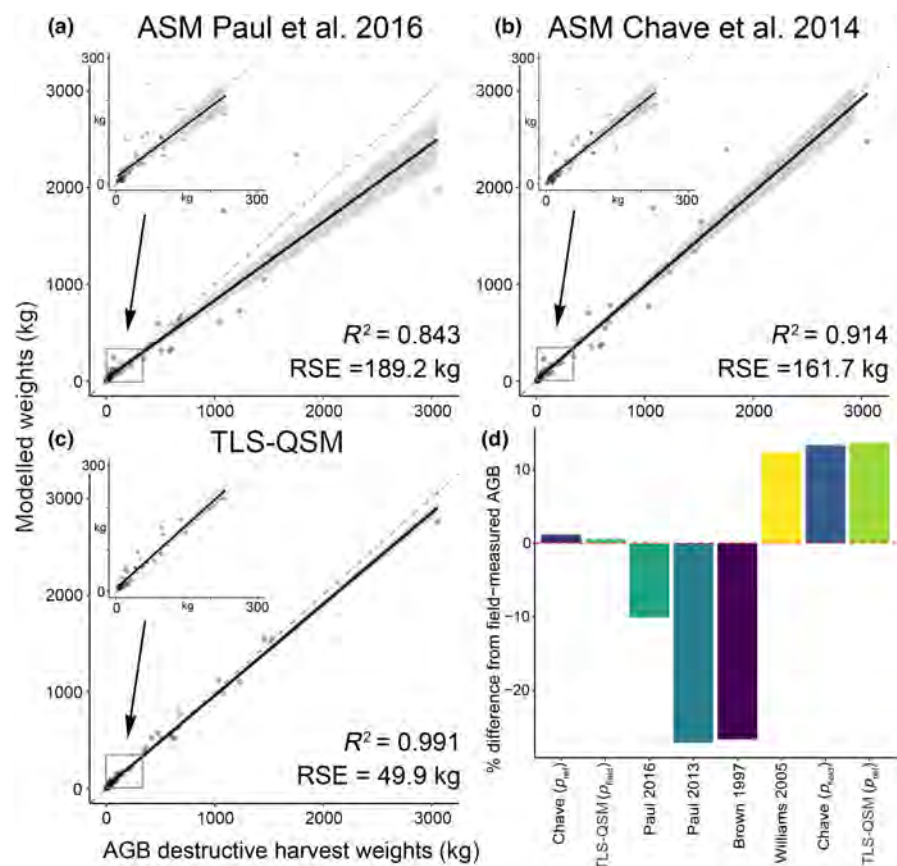 (a) ASM Paul et al. 2016
(b) ASM Chave et al. 2014
300
kg
0
0
kg
300
3000
2000
1000
0
R² = 0.843
RSE =189.2 kg
0
1000
2000
3000
300
kg
0
0
kg
300
3000
2000
1000
0
R² = 0.914
RSE =161.7 kg
0
1000
2000
3000
Modelled weights (kg)
(c) TLS-QSM
300
kg
0
0
kg
300
3000
2000
1000
0
R² = 0.991
RSE = 49.9 kg
0
1000
2000
3000
AGB destructive harvest weights (kg)
(d)
% difference from field−measured AGB
10
0
−10
−20
Chave (ρref)
TLS-QSM (ρfield)
Paul 2016
Paul 2013
Brown 1997
Williams 2005
Chave (ρfield)
TLS-QSM (ρref)